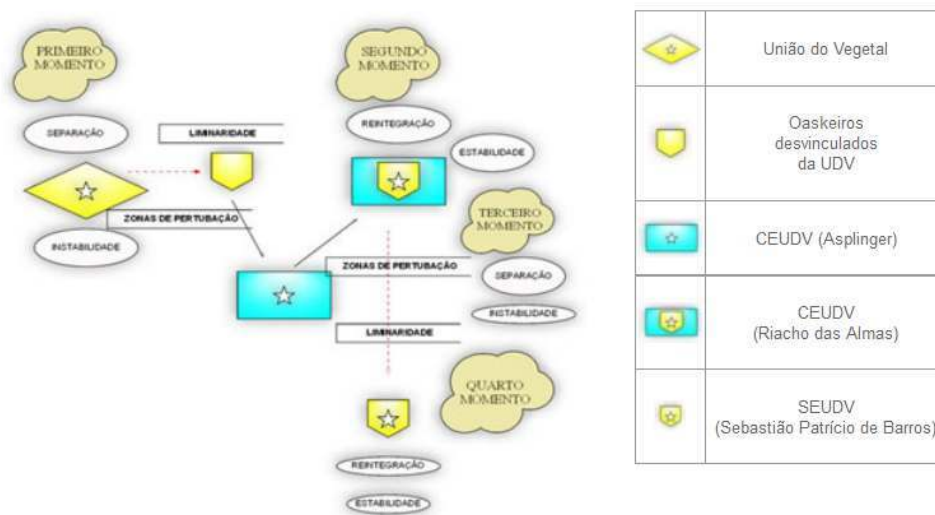 PRIMEIRO
MOMENTO
SEPARAÇÃO
LIMINARIDADE
ZONAS DE PERTUBAÇÃO
INSTABILIDADE
SEGUNDO
MOMENTO
REINTEGRAÇÃO
ESTABILIDADE
TERCEIRO
MOMENTO
ZONAS DE PERTUBAÇÃO
SEPARAÇÃO
INSTABILIDADE
LIMINARIDADE
QUARTO
MOMENTO
REINTEGRAÇÃO
ESTABILIDADE
União do Vegetal
Oaskeiros
desvinculados
da UDV
CEUDV (Asplinger)
CEUDV
(Riacho das Almas)
SEUDV
(Sebastião Patrício de Barros)